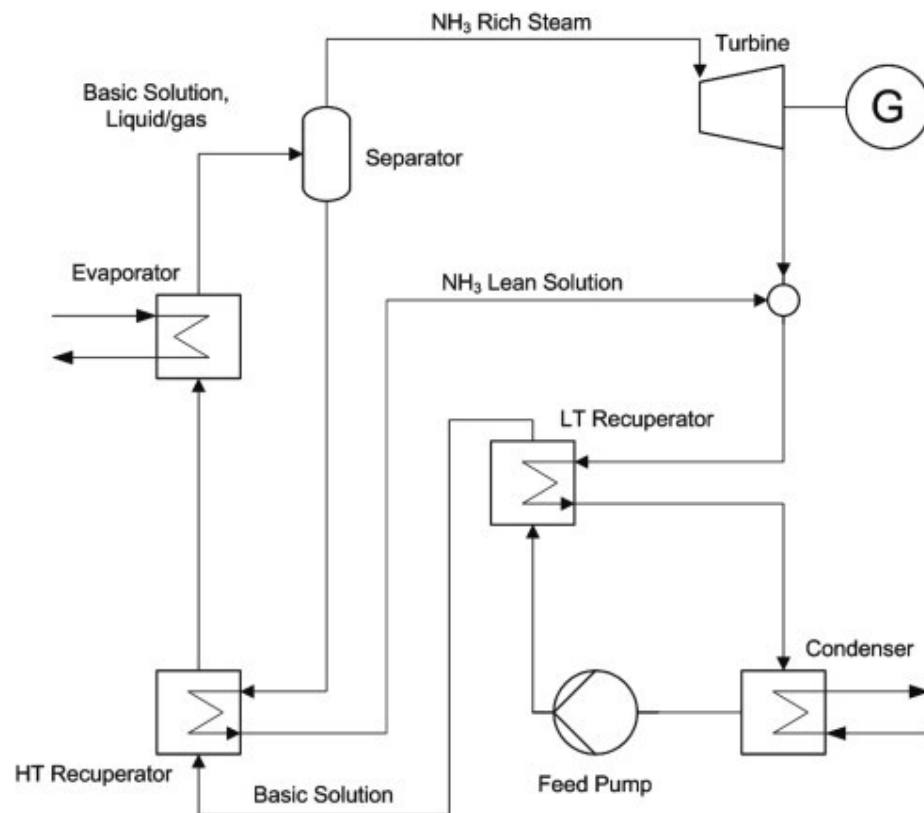 NH₃ Rich Steam
Turbine
Basic Solution,
Liquid/gas
G
Separator
Evaporator
NH₃ Lean Solution
LT Recuperator
Condenser
HT Recuperator
Basic Solution
Feed Pump